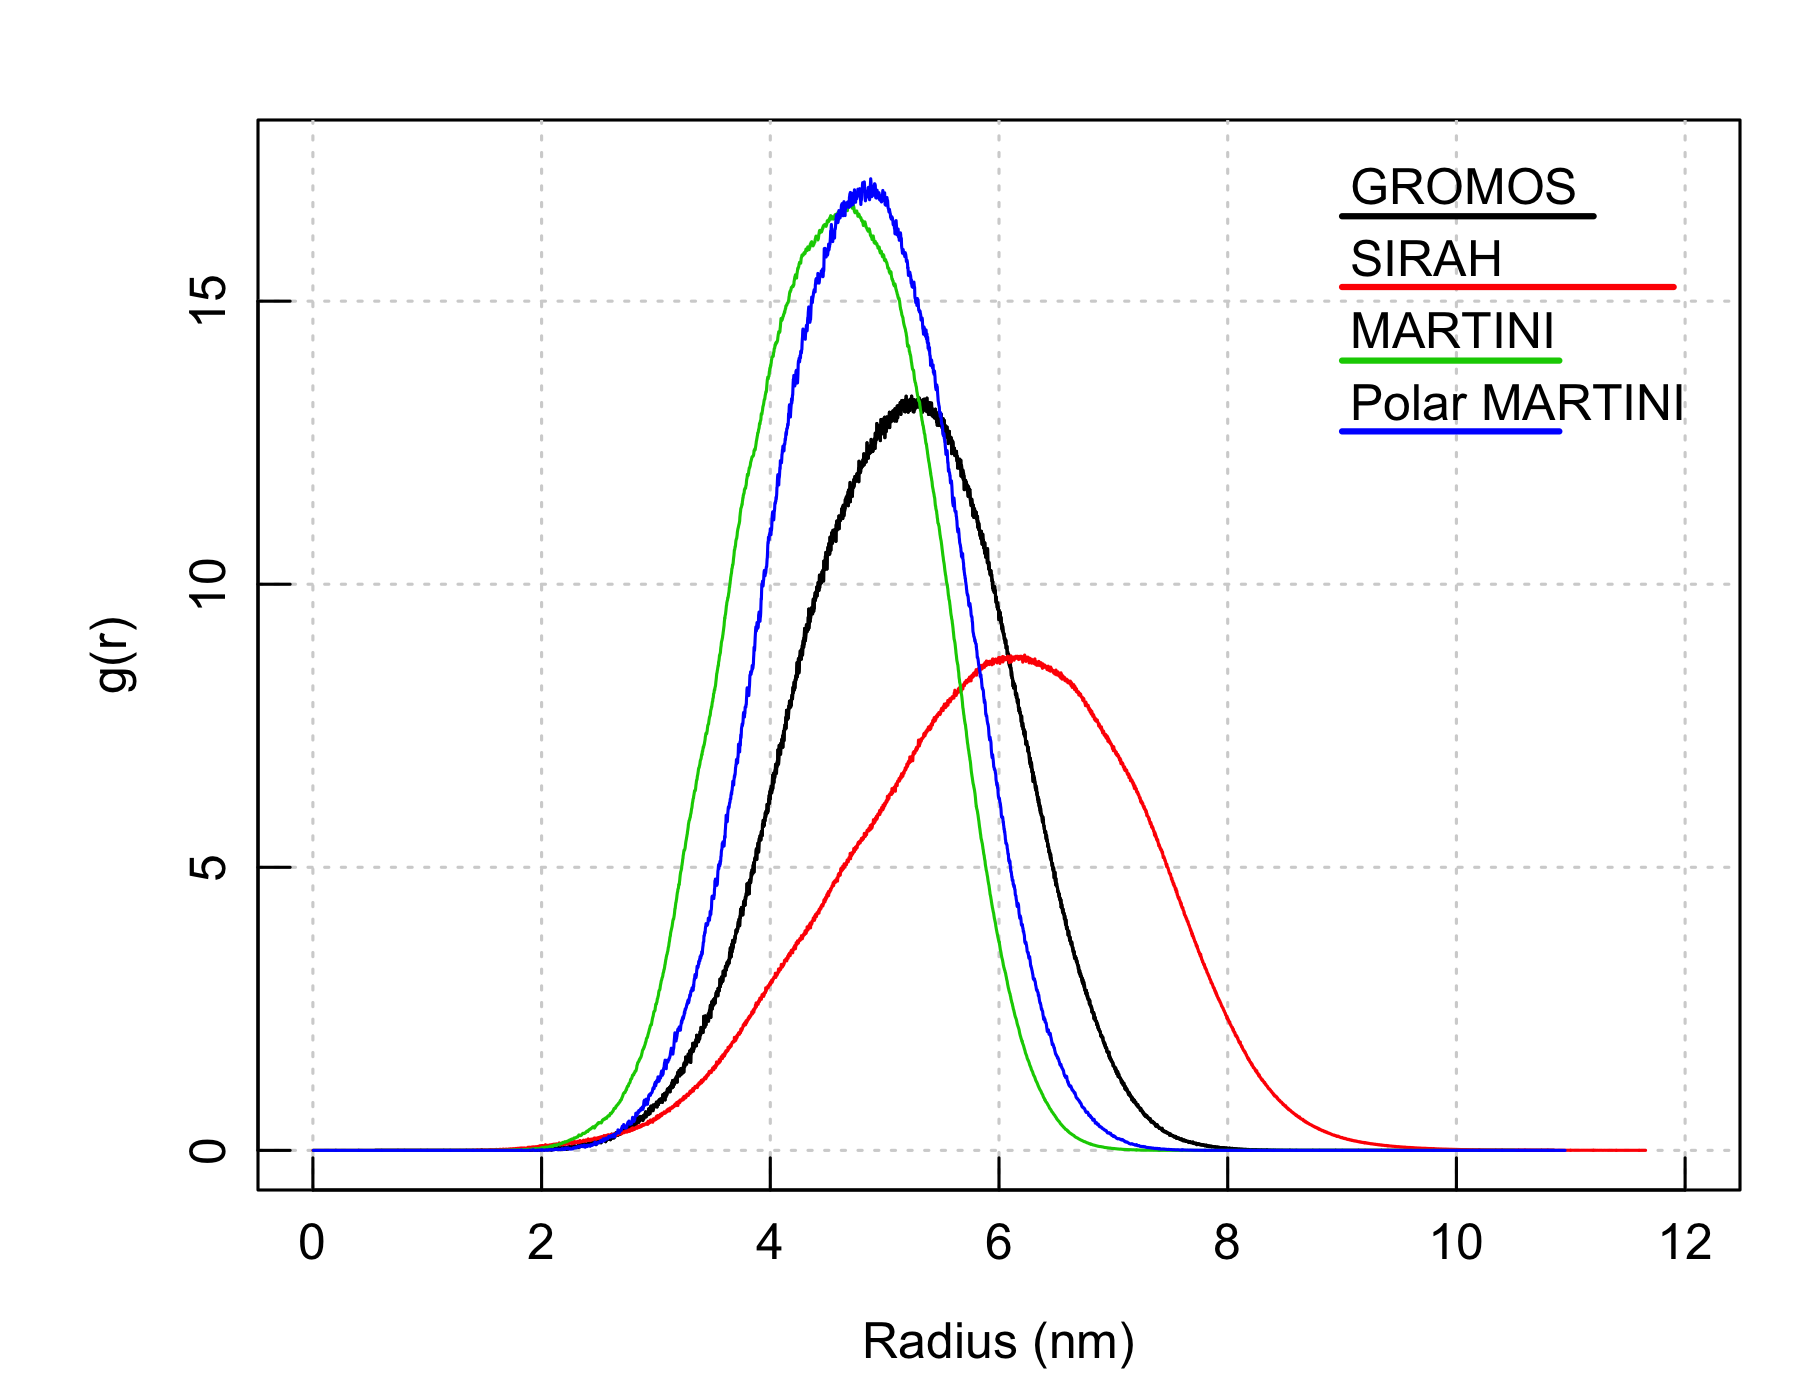 GROMOS
SIRAH
MARTINI
Polar MARTINI
g(r)
15
10
5
0
0 2 4 6 8 10 12
Radius (nm)